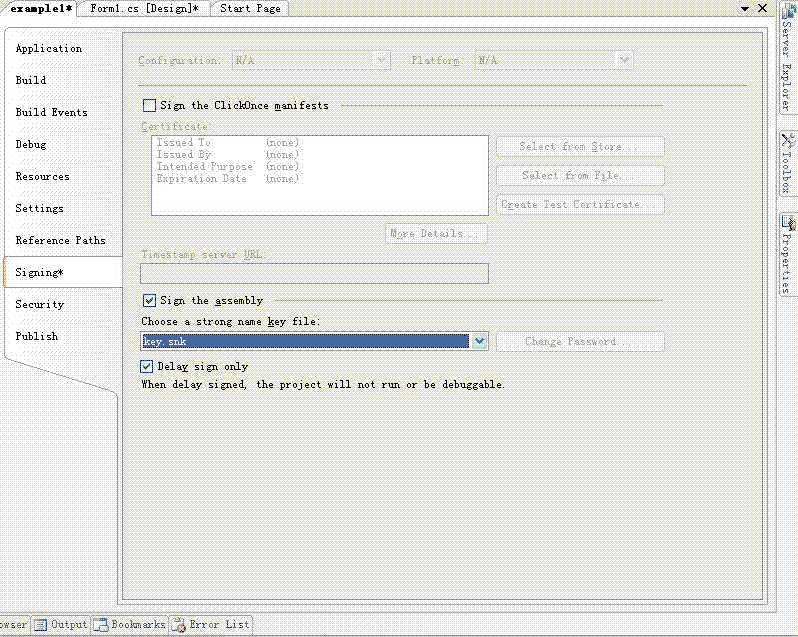 example1* Form1.cs [Design]* Start Page
Application
Build
Build Events
Debug
Resources
Settings
Reference Paths
Signing*
Security
Publish
Configuration: N/A Platform: N/A
Sign the ClickOnce manifests
Certificate:
Issued To (none)
Issued By (none)
Intended Purpose (none)
Expiration Date (none)
Select from Store...
Select from File...
Create Test Certificate...
More Details...
Timestamp server URL:
Sign the assembly
Choose a strong name key file:
key.snk
Change Password...
Delay sign only
When delay signed, the project will not run or be debuggable.
Server Explorer
Toolbox
Properties
owser Output Bookmarks Error List